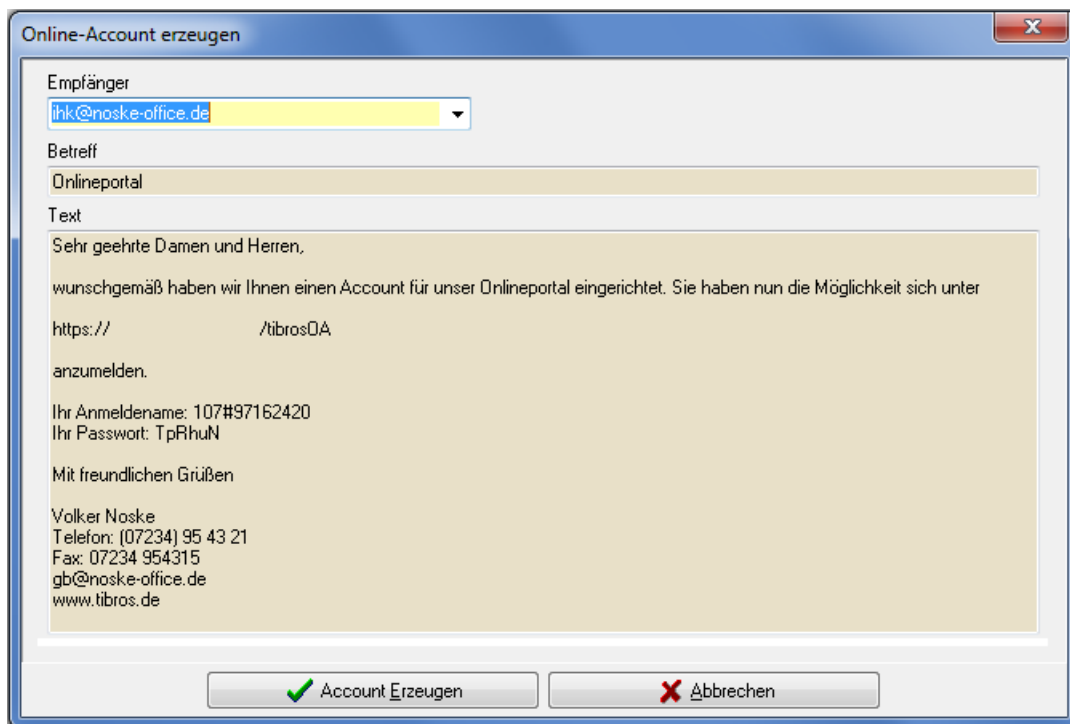 Online-Account erzeugen
Empfänger
ihk@noske-office.de
Betreff
Onlineportal
Text
Sehr geehrte Damen und Herren,
wunschgemäß haben wir Ihnen einen Account für unser Onlineportal eingerichtet. Sie haben nun die Möglichkeit sich unter
https:// /tibrosOA
anzumelden.
Ihr Anmeldename: 107#97162420
Ihr Passwort: TpRhuN
Mit freundlichen Grüßen
Volker Noske
Telefon: (07234) 95 43 21
Fax: 07234 954315
gb@noske-office.de
www.tibros.de
Account Erzeugen
Abbrechen